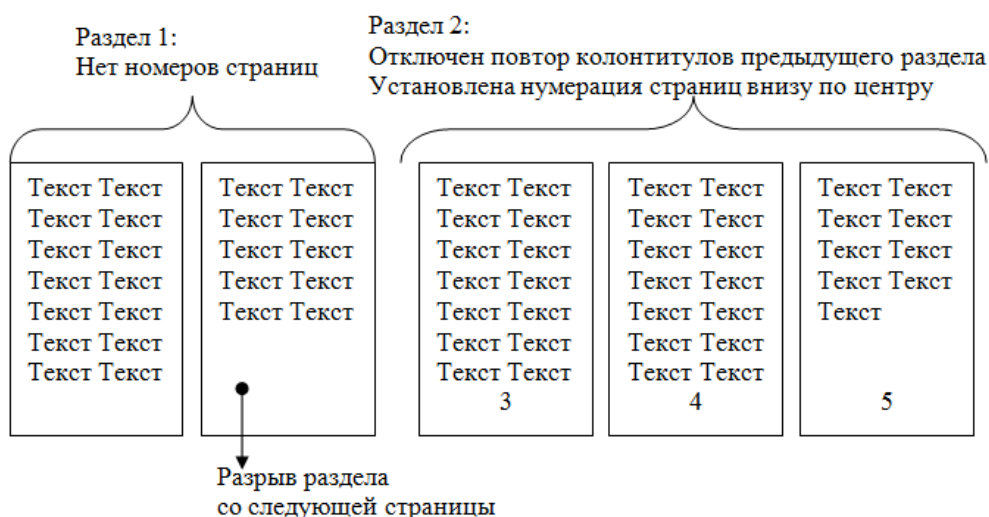 Раздел 1:
Нет номеров страниц
Раздел 2:
Отключен повтор колонтитулов предыдущего раздела
Установлена нумерация страниц внизу по центру
Текст Текст
Текст Текст
Текст Текст
Текст Текст
Текст Текст
Текст Текст
Текст Текст
Текст Текст
Текст Текст
Текст Текст
Текст Текст
Текст Текст
Разрыв раздела
со следующей страницы
Текст Текст
Текст Текст
Текст Текст
Текст Текст
Текст Текст
Текст Текст
Текст Текст
3
Текст Текст
Текст Текст
Текст Текст
Текст Текст
Текст Текст
Текст Текст
Текст Текст
4
Текст Текст
Текст Текст
Текст Текст
Текст Текст
Текст
5